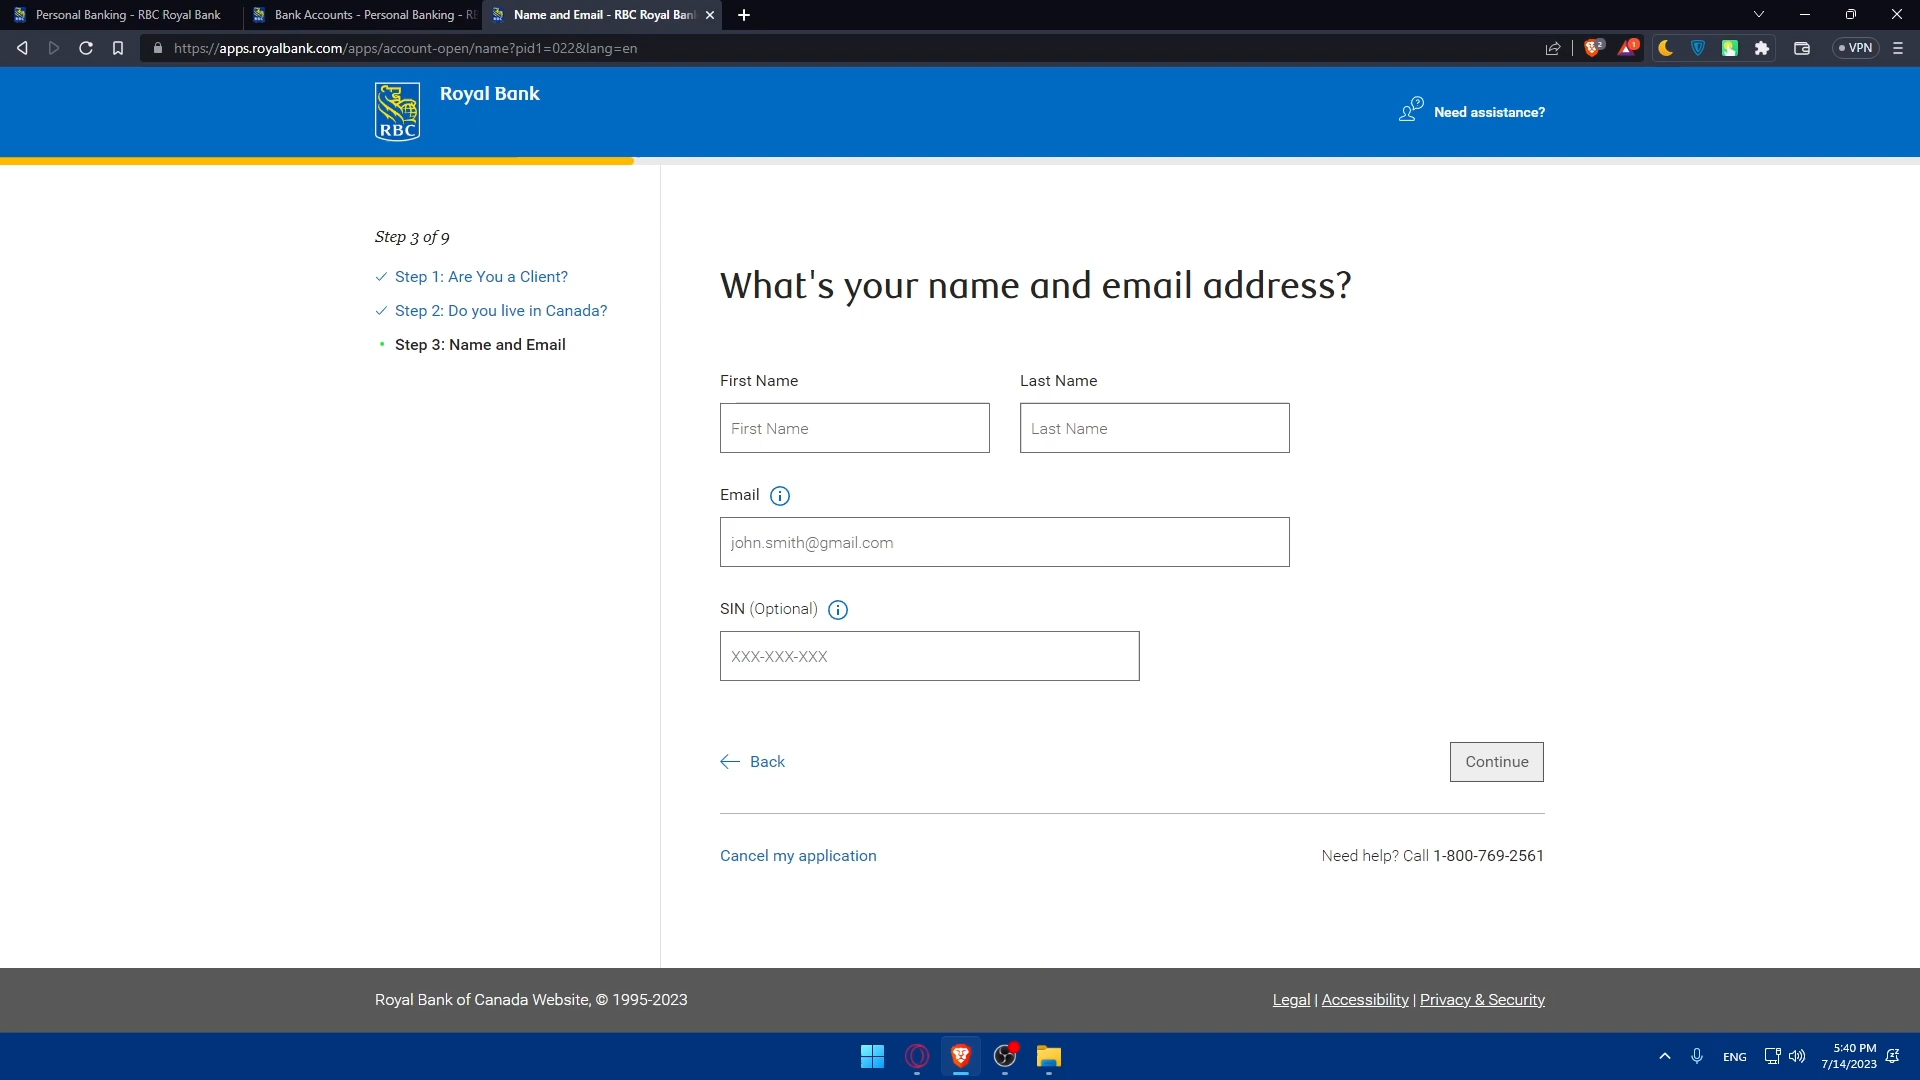 Personal Banking - RBC Royal Bank
Bank Accounts - Personal Banking - RB
Name and Email - RBC Royal Ban
https://apps.royalbank.com/apps/account-open/name?pid1=022&lang=en
2
1
VPN
RBC
Royal Bank
Need assistance?
Step 3 of 9
Step 1: Are You a Client?
Step 2: Do you live in Canada?
Step 3: Name and Email
What's your name and email address?
First Name
Last Name
First Name
Last Name
Email
john.smith@gmail.com
SIN (Optional)
XXX-XXX-XXX
Back
Continue
Cancel my application
Need help? Call 1-800-769-2561
Royal Bank of Canada Website, © 1995-2023
Legal | Accessibility | Privacy & Security
ENG
5:40 PM
7/14/2023